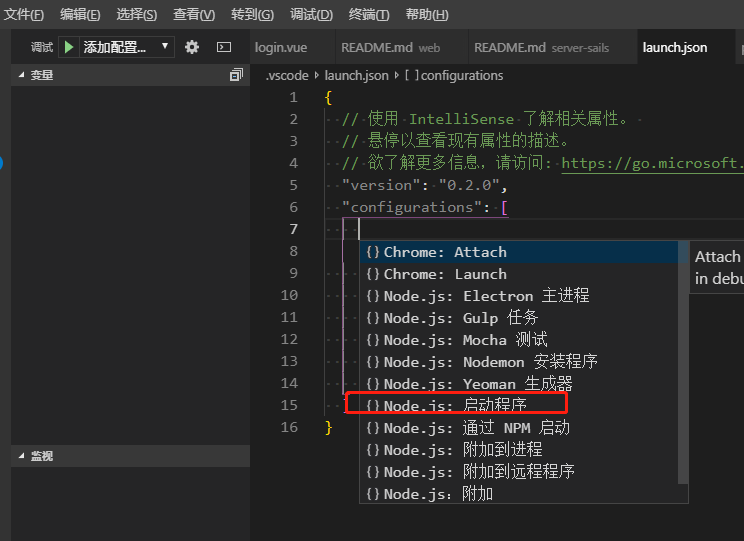 文件(F) 编辑(E) 选择(S) 查看(V) 转到(G) 调试(D) 终端(T) 帮助(H)
调试 添加配置... login.vue README.md web README.md server-sails launch.json
变量
.vscode launch.json [ ] configurations
1 {
2 // 使用 IntelliSense 了解相关属性。
3 // 悬停以查看现有属性的描述。
4 // 欲了解更多信息，请访问: https://go.microsoft.
5 "version": "0.2.0",
6 "configurations": [
7
8 {} Chrome: Attach
Attach
9 {} Chrome: Launch
in debu
10 {} Node.js: Electron 主进程
11 {} Node.js: Gulp 任务
12 {} Node.js: Mocha 测试
12 {} Node.js: Nodemon 安装程序
14 {} Node.js: Yeoman 生成器
15 {} Node.js: 启动程序
16 } {} Node.js: 通过 NPM 启动
{} Node.js: 附加到进程
监视
{} Node.js: 附加到远程程序
{} Node.js：附加